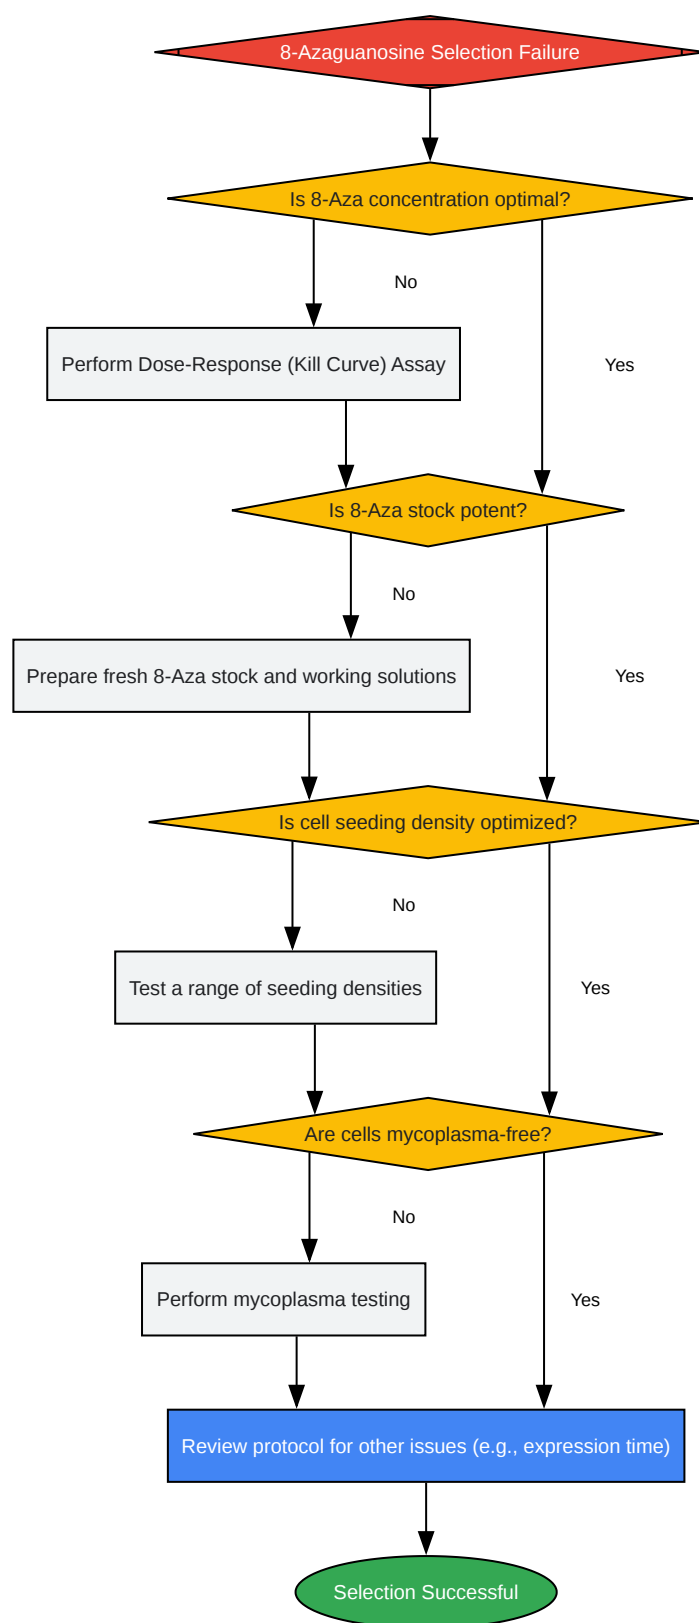 8-Azaguanosine Selection Failure
Is 8-Aza concentration optimal?
No
Perform Dose-Response (Kill Curve) Assay
Yes
Is 8-Aza stock potent?
No
Prepare fresh 8-Aza stock and working solutions
Yes
Is cell seeding density optimized?
No
Test a range of seeding densities
Yes
Are cells mycoplasma-free?
No
Perform mycoplasma testing
Yes
Review protocol for other issues (e.g., expression time)
Selection Successful